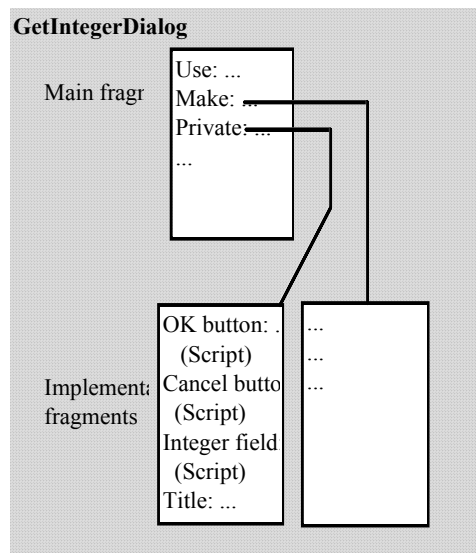 GetIntegerDialog
Main fragr
Use: ...
Make: ...
Private: ...
...
Implementa
fragments
OK button: .
(Script)
Cancel butto
(Script)
Integer field
(Script)
Title: ...
...
...
...